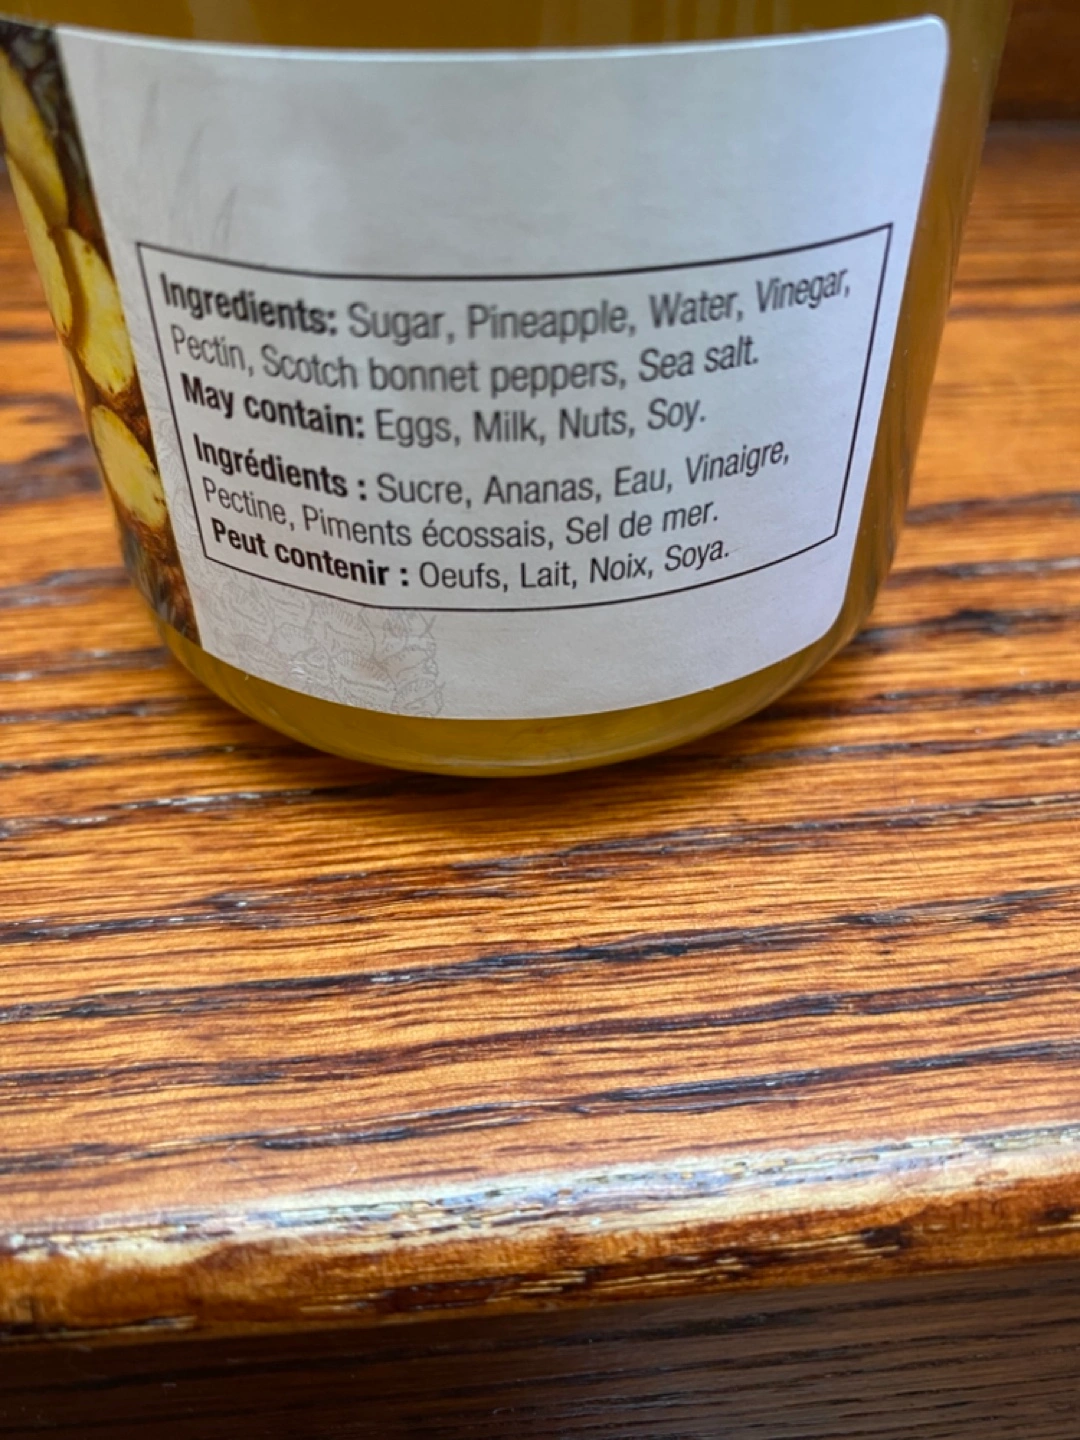 Ingredients: Sugar, Pineapple, Water, Vinegar,
Pectin, Scotch bonnet peppers, Sea salt.
May contain: Eggs, Milk, Nuts, Soy.
Ingrédients : Sucre, Ananas, Eau, Vinaigre,
Pectine, Piments écossais, Sel de mer.
Peut contenir : Oeufs, Lait, Noix, Soya.